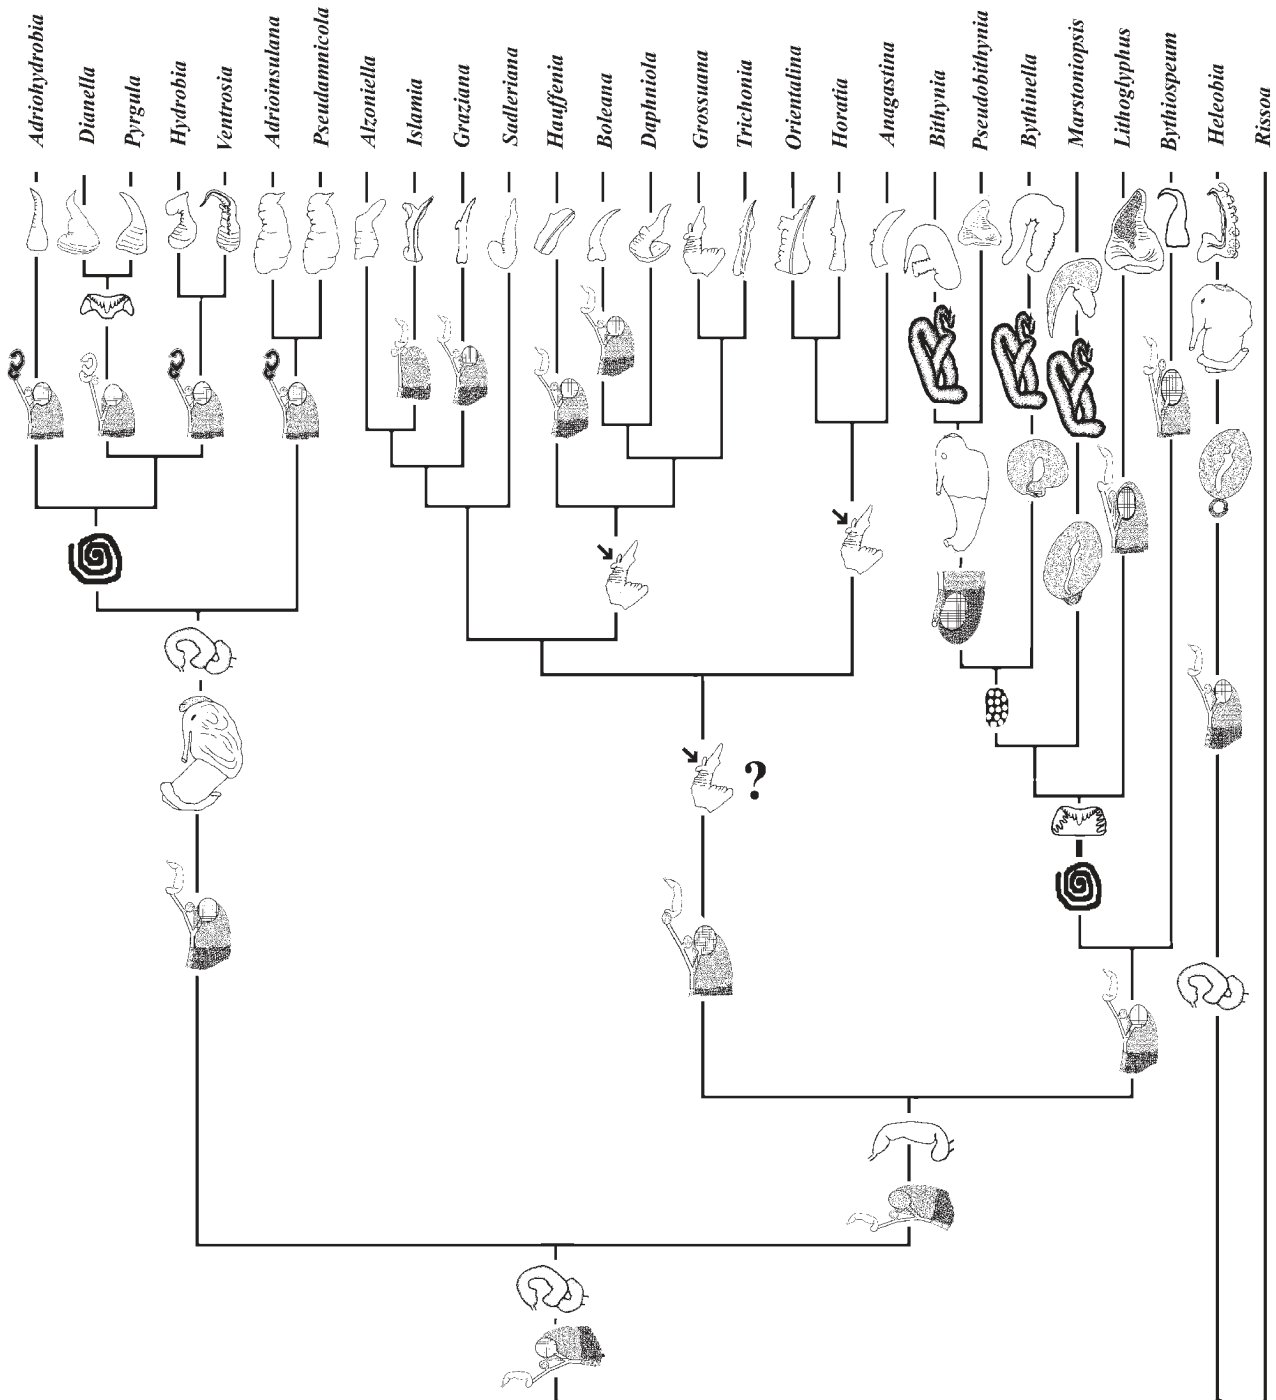 Adriohydrobia
Dianella
Pyrgula
Hydrobia
Ventrosia
Adrioinsulana
Pseudamnicola
Alzoniella
Islamia
Graziana
Sadleriana
Hauffenia
Boleana
Daphniola
Grossuana
Trichonia
Orientalina
Horatia
Anagastina
Bithynia
Pseudobithynia
Bythinella
Marstoniopsis
Lithoglyphus
Bythiospeum
Heleobia
Rissoa
?